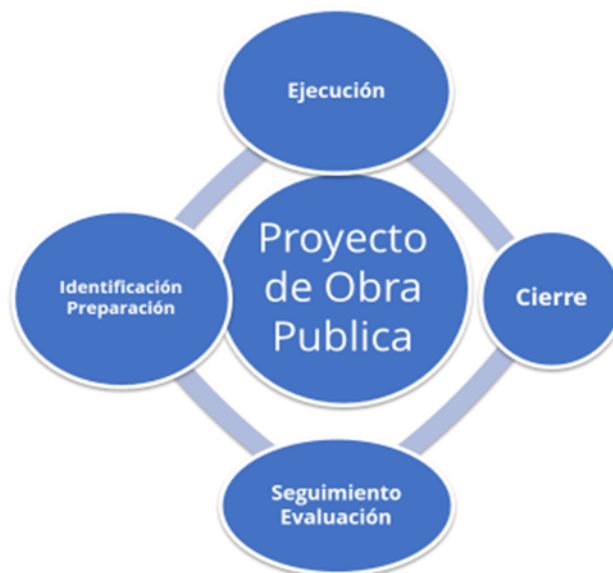 Ejecución
Proyecto
de Obra
Publica
Identificación
Preparación
Cierre
Seguimiento
Evaluación